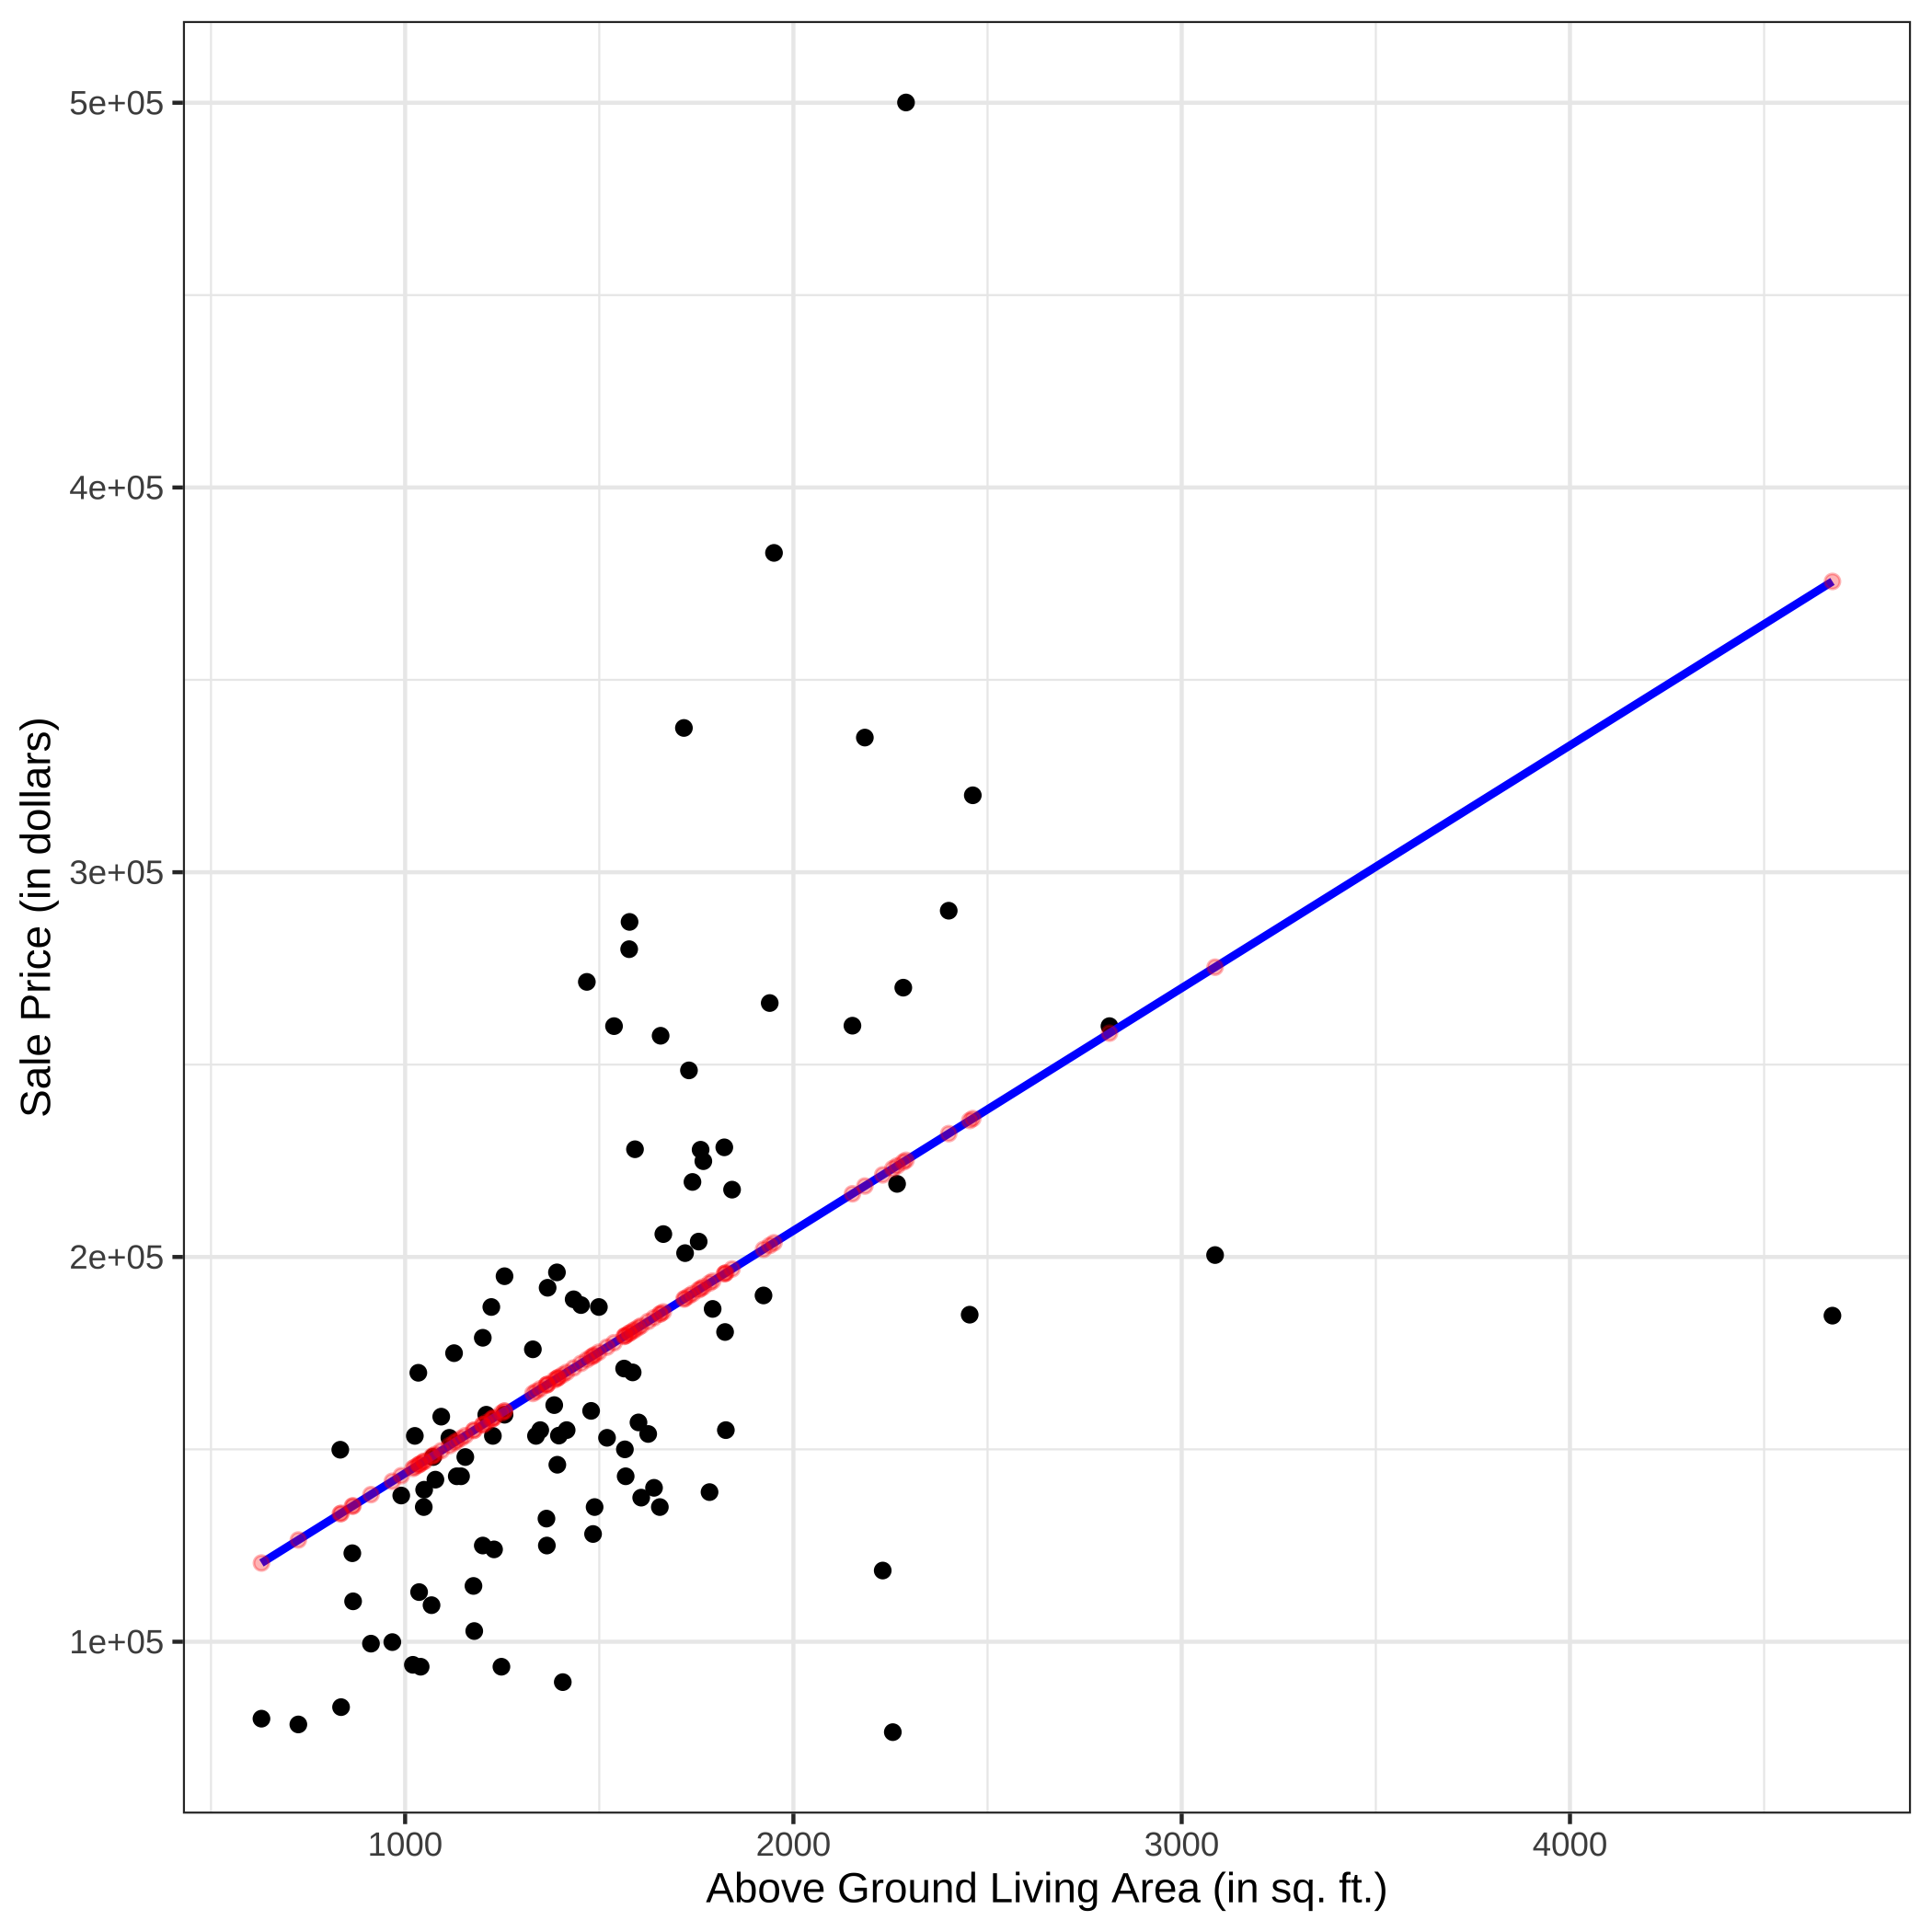 5e+05
4e+05
3e+05
2e+05
1e+05
Sale Price (in dollars)
1000 2000 3000 4000
Above Ground Living Area (in sq. ft.)